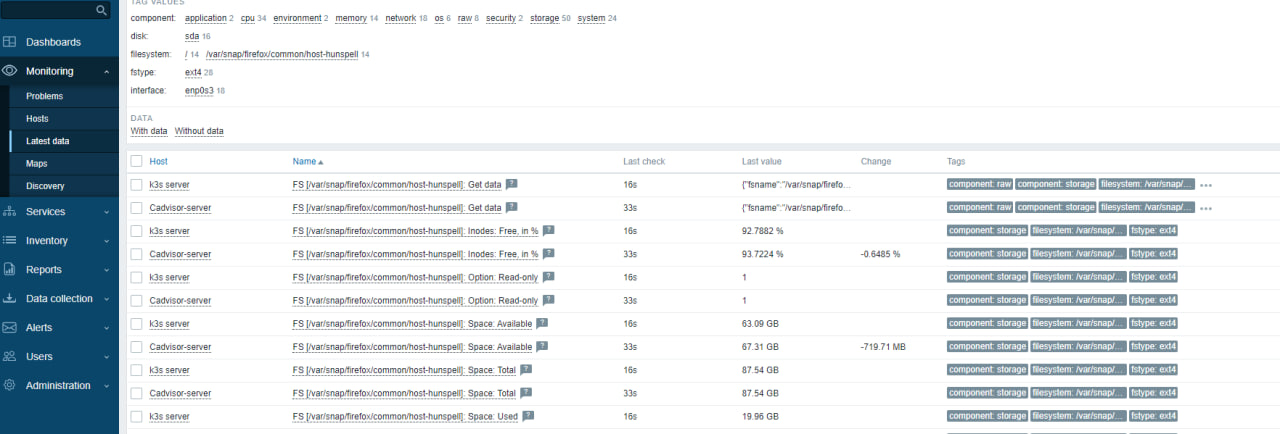 TAG VALUES
component: application 2 cpu 34 environment 2 memory 14 network 18 os 6 raw 8 security 2 storage 50 system 24
disk: sda 16
filesystem: / 14 /var/snap/firefox/common/host-hunspell 14
fstype: ext4 28
interface: enp0s3 18
DATA
With data Without data
Dashboards
Monitoring
Problems
Hosts
Latest data
Maps
Discovery
Services
Inventory
Reports
Data collection
Alerts
Users
Administration
Host Name Last check Last value Change Tags
k3s server FS [/var/snap/firefox/common/host-hunspell]: Get data ? 16s {"fsname":"/var/snap/firefo... component: raw component: storage filesystem: /var/snap/... •••
Cadvisor-server FS [/var/snap/firefox/common/host-hunspell]: Get data ? 33s {"fsname":"/var/snap/firefo... component: raw component: storage filesystem: /var/snap/... •••
k3s server FS [/var/snap/firefox/common/host-hunspell]: Inodes: Free, in % ? 16s 92.7882 % component: storage filesystem: /var/snap/... fstype: ext4
Cadvisor-server FS [/var/snap/firefox/common/host-hunspell]: Inodes: Free, in % ? 33s 93.7224 % -0.6485 % component: storage filesystem: /var/snap/... fstype: ext4
k3s server FS [/var/snap/firefox/common/host-hunspell]: Option: Read-only ? 16s 1 component: storage filesystem: /var/snap/... fstype: ext4
Cadvisor-server FS [/var/snap/firefox/common/host-hunspell]: Option: Read-only ? 33s 1 component: storage filesystem: /var/snap/... fstype: ext4
k3s server FS [/var/snap/firefox/common/host-hunspell]: Space: Available ? 16s 63.09 GB component: storage filesystem: /var/snap/... fstype: ext4
Cadvisor-server FS [/var/snap/firefox/common/host-hunspell]: Space: Available ? 33s 67.31 GB -719.71 MB component: storage filesystem: /var/snap/... fstype: ext4
k3s server FS [/var/snap/firefox/common/host-hunspell]: Space: Total ? 16s 87.54 GB component: storage filesystem: /var/snap/... fstype: ext4
Cadvisor-server FS [/var/snap/firefox/common/host-hunspell]: Space: Total ? 33s 87.54 GB component: storage filesystem: /var/snap/... fstype: ext4
k3s server FS [/var/snap/firefox/common/host-hunspell]: Space: Used ? 16s 19.96 GB component: storage filesystem: /var/snap/... fstype: ext4